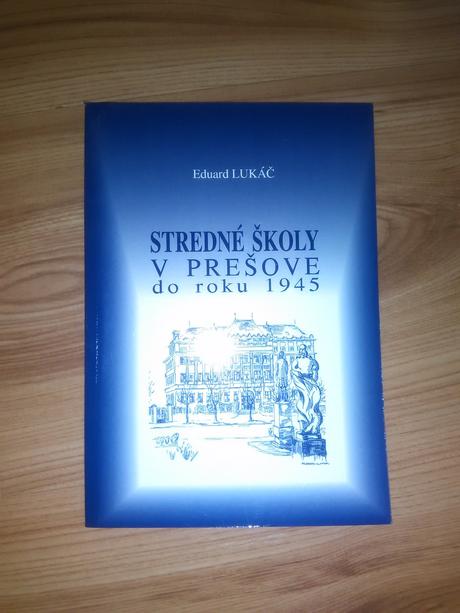 Eduard LUKÁČ
STREDNÉ ŠKOLY
V PREŠOVE
do roku 1945